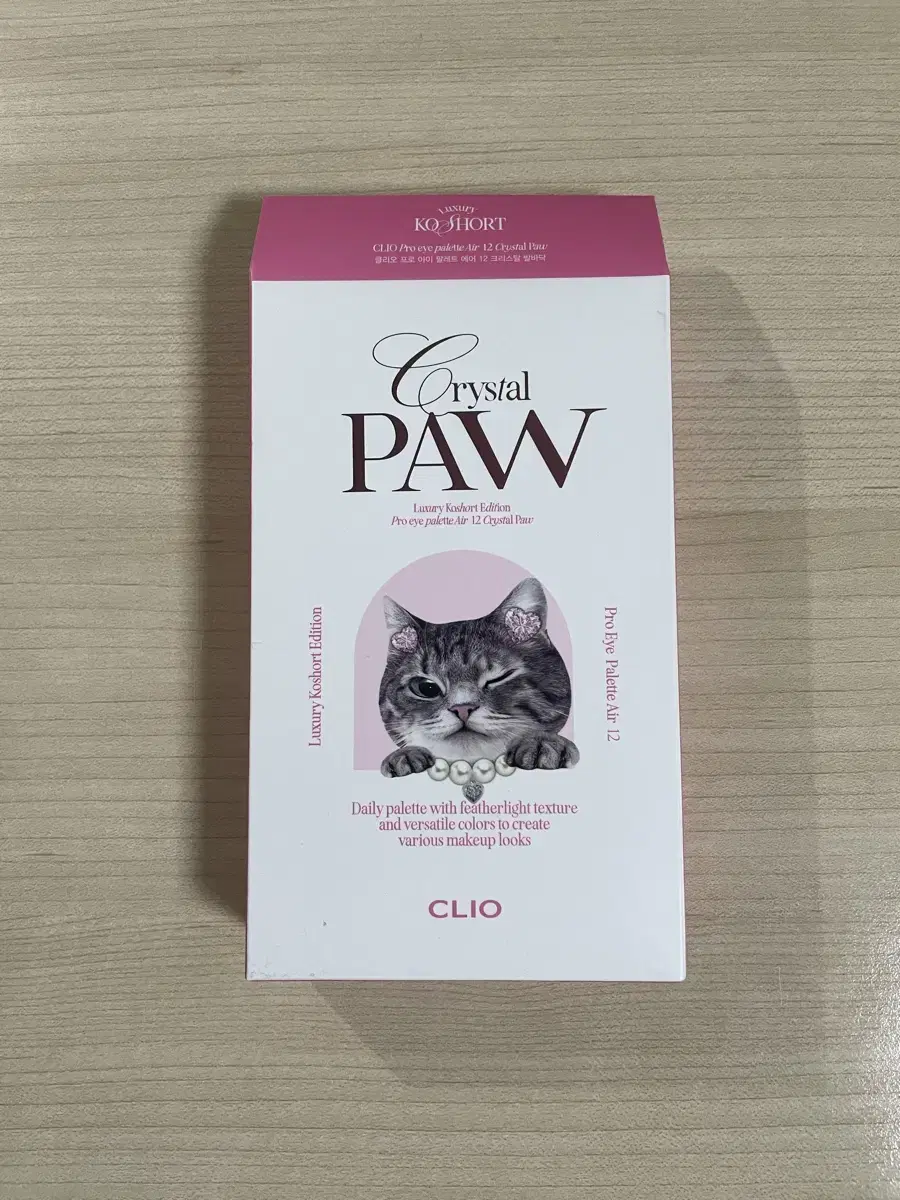 Luxury
KOSHORT
CLIO Pro eye palette Air 12 Crystal Paw
클리오 프로 아이 팔레트 에어 12 크리스탈 발바닥
Crystal
PAW
Luxury Koshort Edition
Pro eye palette Air 12 Crystal Paw
Luxury Koshort Edition
Pro Eye Palette Air 12
Daily palette with featherlight texture
and versatile colors to create
various makeup looks
CLIO